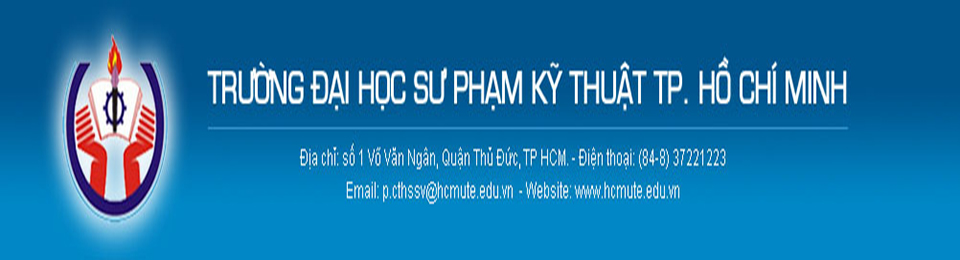 TRƯỜNG ĐẠI HỌC SƯ PHẠM KỸ THUẬT TP. HỒ CHÍ MINH
Địa chỉ: số 1 Võ Văn Ngân, Quận Thủ Đức, TP HCM. - Điện thoại: (84-8) 37221223
Email: p.cthssv@hcmute.edu.vn - Website: www.hcmute.edu.vn